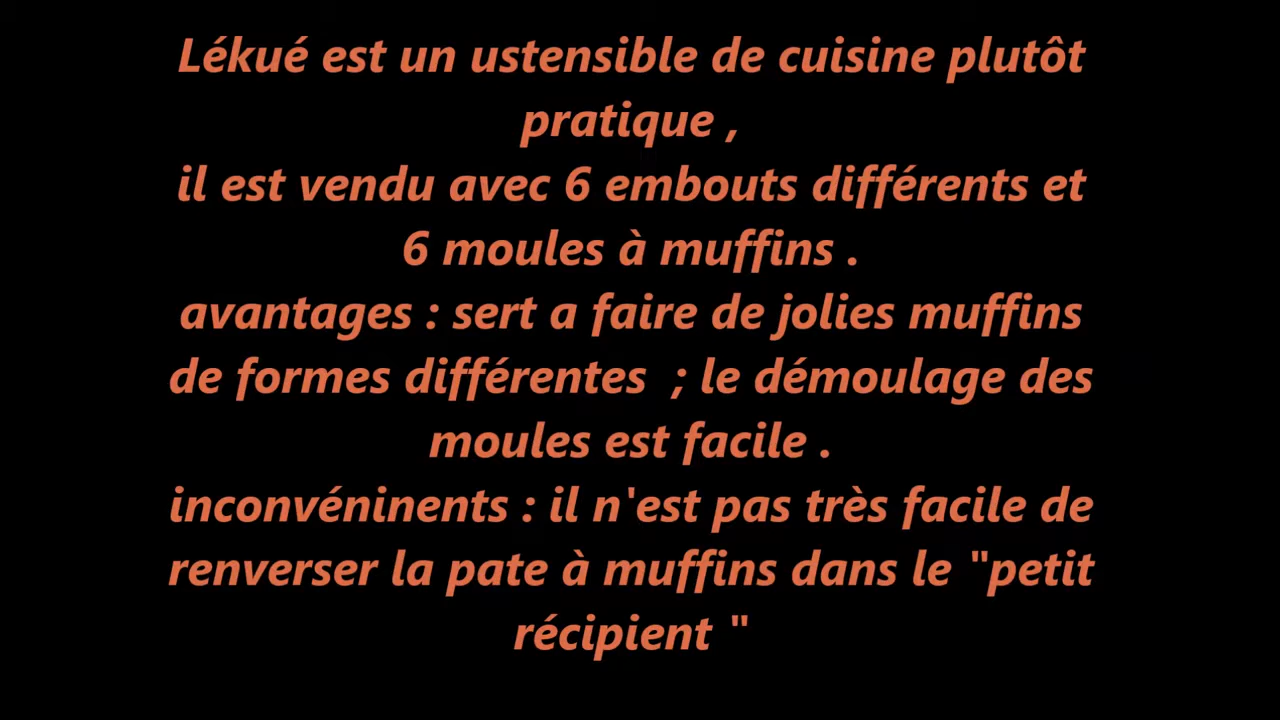 Lékué est un ustensible de cuisine plutôt
pratique ,
il est vendu avec 6 embouts différents et
6 moules à muffins .
avantages : sert a faire de jolies muffins
de formes différentes  ; le démoulage des
moules est facile .
inconvéninents : il n'est pas très facile de
renverser la pate à muffins dans le "petit
récipient "